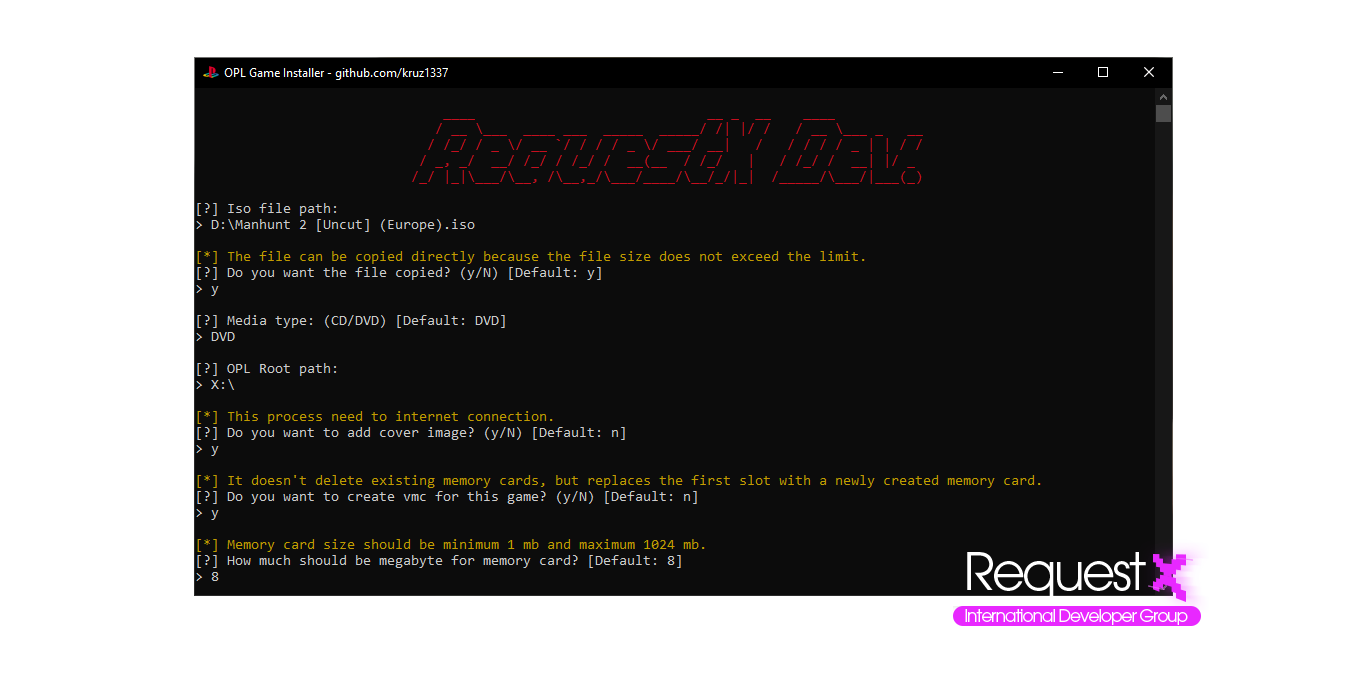 OPL Game Installer - github.com/kruz1337
RequestX Dev.
[?] Iso file path:
> D:\Manhunt 2 [Uncut] (Europe).iso
[*] The file can be copied directly because the file size does not exceed the limit.
[?] Do you want the file copied? (y/N) [Default: y]
> y
[?] Media type: (CD/DVD) [Default: DVD]
> DVD
[?] OPL Root path:
> X:\
[*] This process need to internet connection.
[?] Do you want to add cover image? (y/N) [Default: n]
> y
[*] It doesn't delete existing memory cards, but replaces the first slot with a newly created memory card.
[?] Do you want to create vmc for this game? (y/N) [Default: n]
> y
[*] Memory card size should be minimum 1 mb and maximum 1024 mb.
[?] How much should be megabyte for memory card? [Default: 8]
> 8
RequestX
International Developer Group